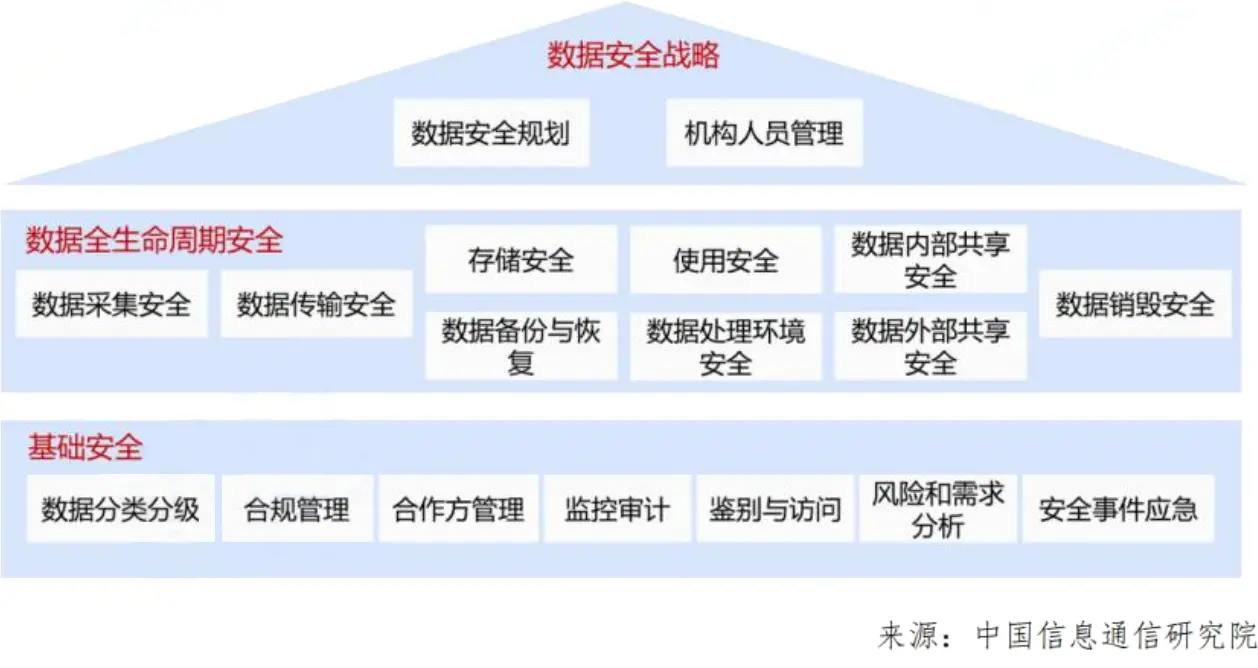 数据安全战略
数据安全规划
机构人员管理
数据全生命周期安全
数据采集安全
数据传输安全
存储安全
使用安全
数据内部共享
安全
数据备份与恢
复
数据处理环境
安全
数据外部共享
安全
数据销毁安全
基础安全
数据分类分级
合规管理
合作方管理
监控审计
鉴别与访问
风险和需求
分析
安全事件应急
来源：中国信息通信研究院